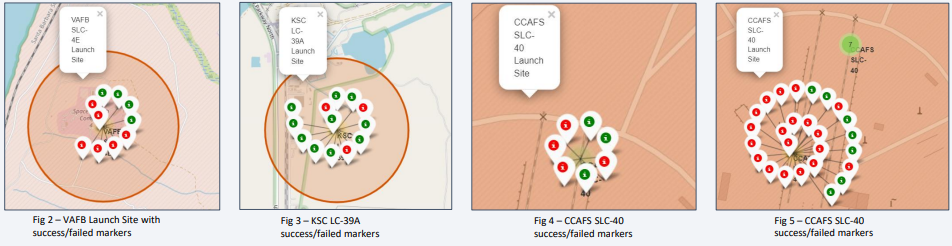 VAFB
SLC-
4E
Launch
Site
×
VAFB
Fig 2 – VAFB Launch Site with
success/failed markers
KSC
LC-
39A
Launch
Site
×
KSC
Fig 3 – KSC LC-39A
success/failed markers
CCAFS
SLC-
40
Launch
Site
×
40
Fig 4 – CCAFS SLC-40
success/failed markers
CCAFS
SLC-
40
Launch
Site
×
7
CCAFS
SLC-
40
Fig 5 – CCAFS SLC-40
success/failed markers